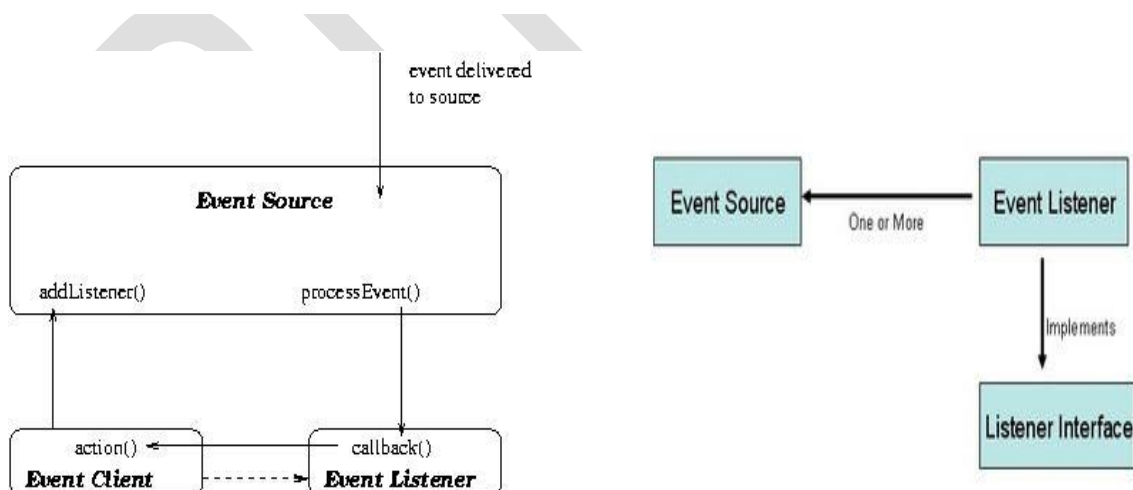 event delivered
to source
Event Source
addListener()
processEvent()
action()
callback()
Event Client
Event Listener
Event Source
One or More
Event Listener
Implements
Listener Interface